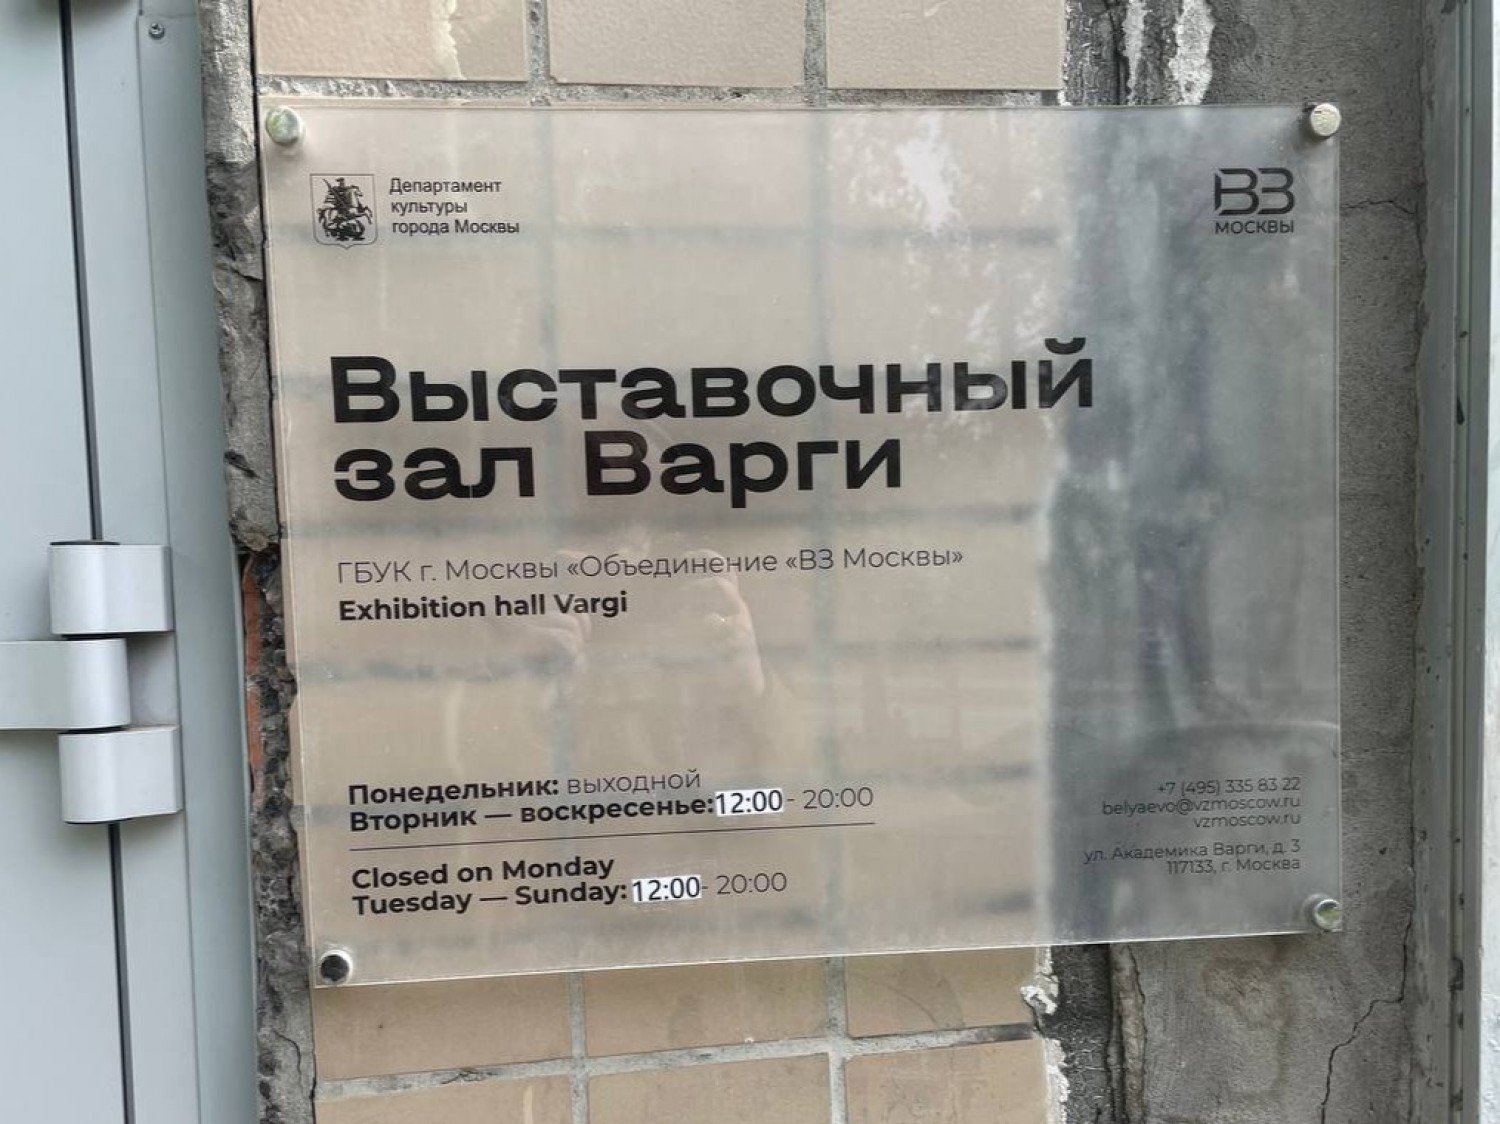 Департамент
культуры
города Москвы
ВЗ
МОСКВЫ
Выставочный
зал Варги
ГБУК г. Москвы «Объединение «ВЗ Москвы»
Exhibition hall Vargi
Понедельник: выходной
Вторник — воскресенье: 12:00 - 20:00
Closed on Monday
Tuesday — Sunday: 12:00 - 20:00
+7 (495) 335 83 22
belyaevo@vzmoscow.ru
vzmoscow.ru
ул. Академика Варги, д. 3
117133, г. Москва